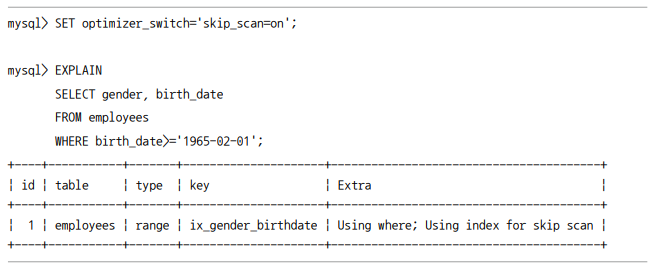 mysql> SET optimizer_switch='skip_scan=on';
mysql> EXPLAIN
SELECT gender, birth_date
FROM employees
WHERE birth_date>='1965-02-01';
+----+-----------+-------+---------------------+----------------------------------------+
| id | table     | type  | key                 | Extra                                  |
+----+-----------+-------+---------------------+----------------------------------------+
|  1 | employees | range | ix_gender_birthdate | Using where; Using index for skip scan |
+----+-----------+-------+---------------------+----------------------------------------+